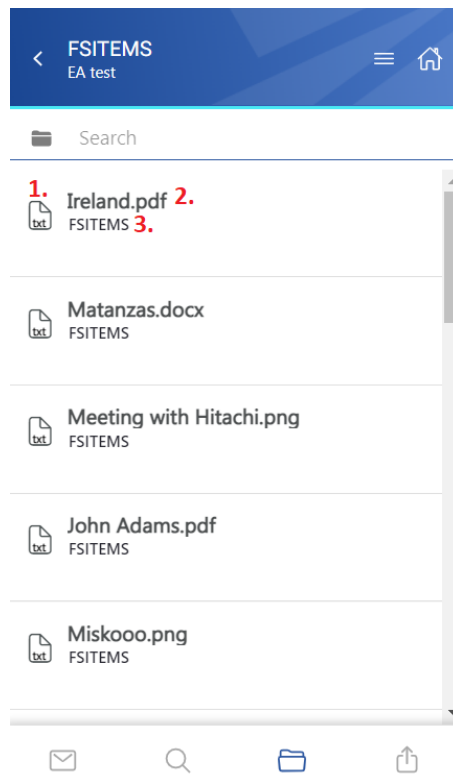 FSITEMS
EA test
Search
1.
Ireland.pdf 2.
txt
FSITEMS 3.
Matanzas.docx
txt
FSITEMS
Meeting with Hitachi.png
txt
FSITEMS
John Adams.pdf
txt
FSITEMS
Miskooo.png
txt
FSITEMS